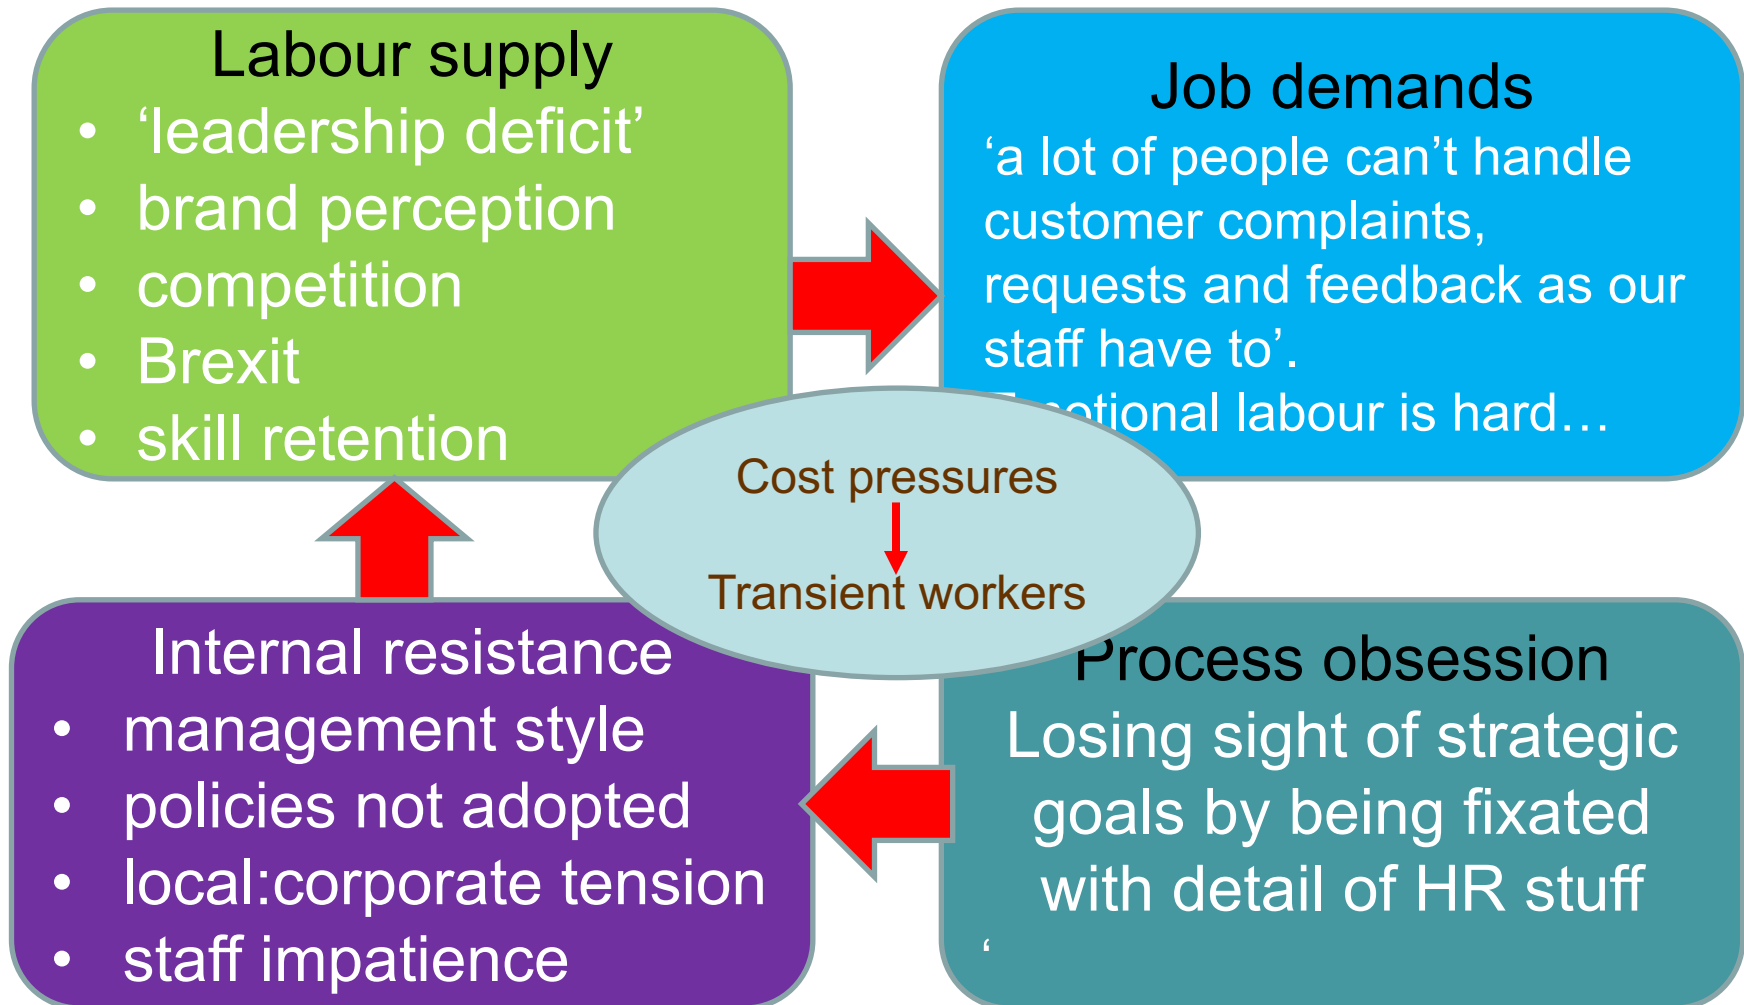 Labour supply
• ‘leadership deficit’
• brand perception
• competition
• Brexit
• skill retention
Job demands
‘a lot of people can’t handle
customer complaints,
requests and feedback as our
staff have to’.
Emotional labour is hard…
Cost pressures
Transient workers
Internal resistance
• management style
• policies not adopted
• local:corporate tension
• staff impatience
Process obsession
Losing sight of strategic
goals by being fixated
with detail of HR stuff
‘